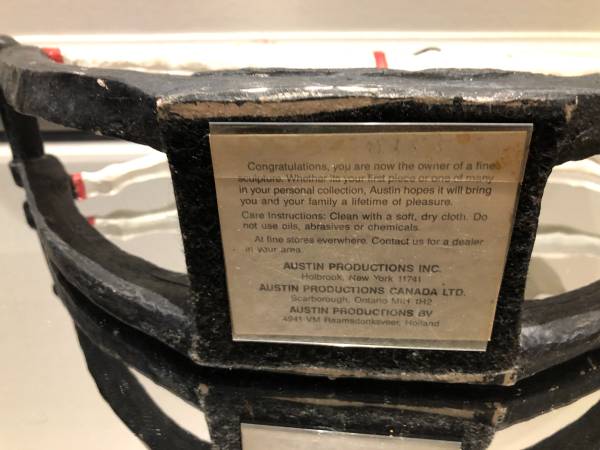 Congratulations, you are now the owner of a fine
sculpture. Whether its your first piece or one of many
in your personal collection, Austin hopes it will bring
you and your family a lifetime of pleasure.
Care Instructions: Clean with a soft, dry cloth. Do
not use oils, abrasives or chemicals.
At fine stores everywhere. Contact us for a dealer
in your area.
AUSTIN PRODUCTIONS INC.
Holbrook, New York 11741
AUSTIN PRODUCTIONS CANADA LTD.
Scarborough, Ontario M1H 1H2
AUSTIN PRODUCTIONS BV
4941 VM Raamsdonksveer, Holland